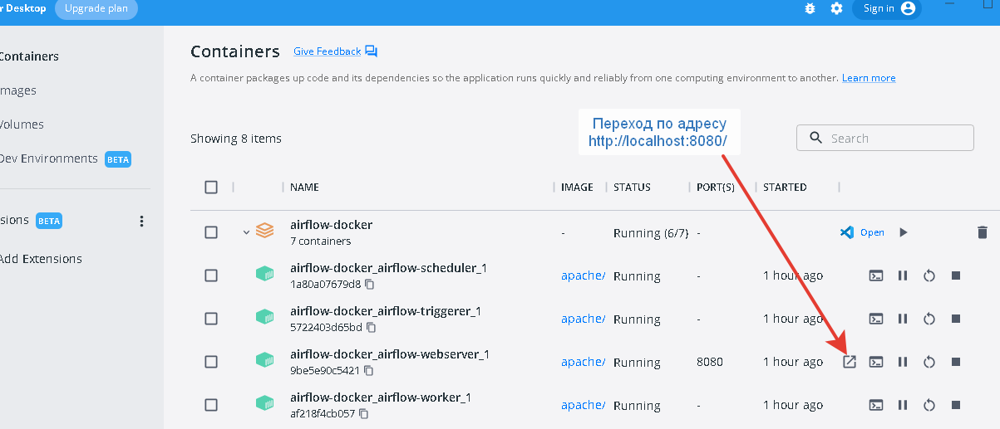 r Desktop Upgrade plan Sign in
Containers Give Feedback
A container packages up code and its dependencies so the application runs quickly and reliably from one computing environment to another. Learn more
Containers
mages
Volumes
Dev Environments BETA
sions BETA
Add Extensions
Переход по адресу
http://localhost:8080/
Showing 8 items Search
NAME IMAGE STATUS PORT(S) STARTED
airflow-docker
7 containers - Running (6/7) - Open
airflow-docker_airflow-scheduler_1
1a80a07679d8 apache/ Running - 1 hour ago
airflow-docker_airflow-triggerer_1
5722403d65bd apache/ Running - 1 hour ago
airflow-docker_airflow-webserver_1
9be5e90c5421 apache/ Running 8080 1 hour ago
airflow-docker_airflow-worker_1
af218f4cb057 apache/ Running - 1 hour ago